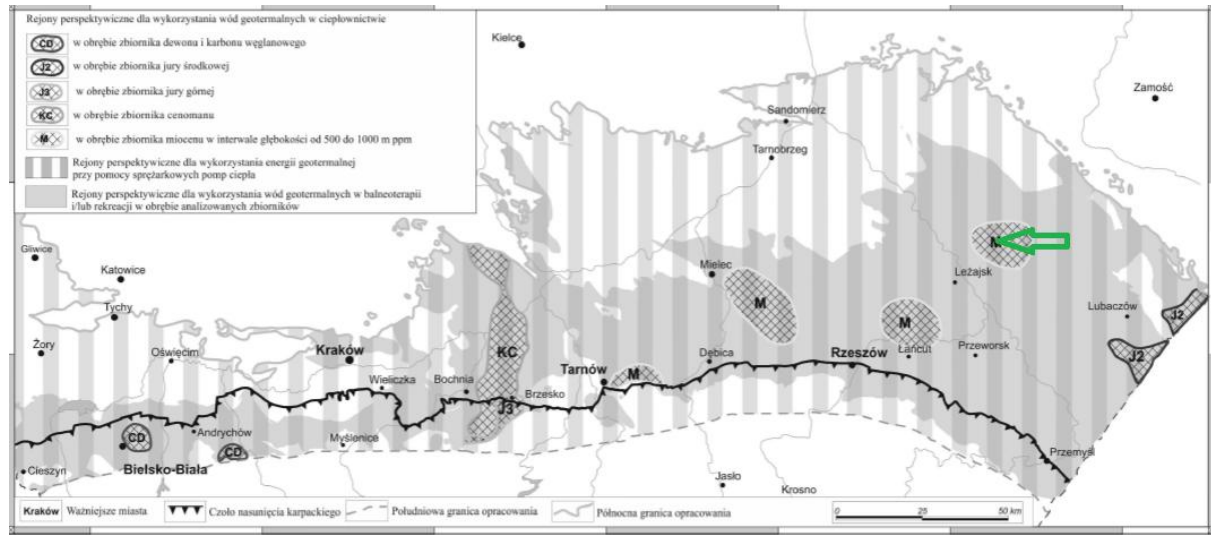 Rejony perspektywiczne dla wykorzystania wód geotermalnych w ciepłownictwie
CD w obrębie zbiornika dewonu i karbonu węglanowego
J2 w obrębie zbiornika jury środkowej
J3 w obrębie zbiornika jury górnej
KC w obrębie zbiornika cenomanu
M w obrębie zbiornika miocenu w interwale głębokości od 500 do 1000 m ppm
Rejony perspektywiczne dla wykorzystania energii geotermalnej
przy pomocy sprężarkowych pomp ciepła
Rejony perspektywiczne dla wykorzystania wód geotermalnych w balneoterapii
i/lub rekreacji w obrębie analizowanych zbiorników
Kielce
Zamość
Sandomierz
Tarnobrzeg
Gliwice
M
Katowice
Mielec
Leżajsk
Tychy
M
Lubaczów
J2
M
Żory
Oświęcim
Kraków
KC
Dębica
Rzeszów
Łańcut
Przeworsk
J2
Wieliczka
Bochnia
Tarnów
M
Brzesko
J3
Andrychów
CD
Myślenice
CD
Bielsko-Biała
Przemyśl
Cieszyn
Jasło
Krosno
Kraków Ważniejsze miasta
Czoło nasunięcia karpackiego
Południowa granica opracowania
Północna granica opracowania
0 25 50 km